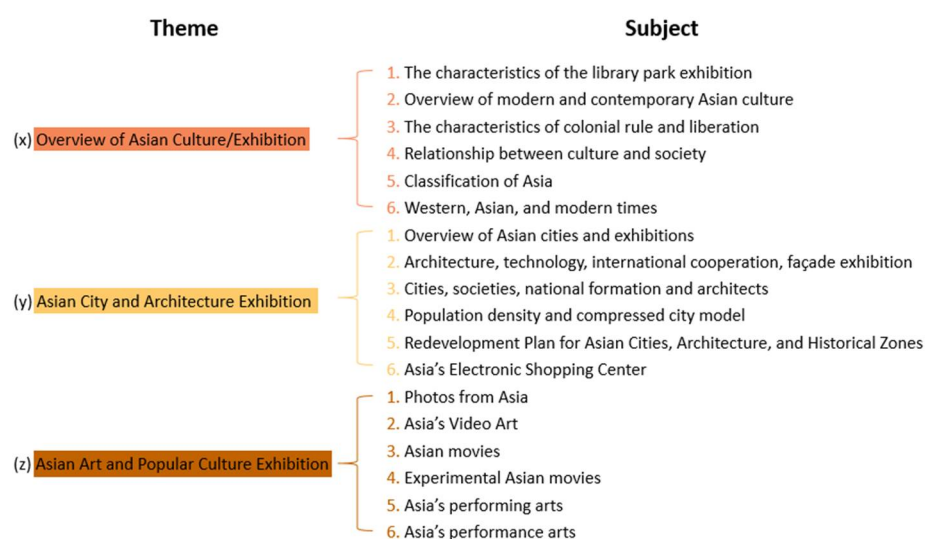 Theme Subject
1. The characteristics of the library park exhibition
2. Overview of modern and contemporary Asian culture
3. The characteristics of colonial rule and liberation
(x) Overview of Asian Culture/Exhibition
4. Relationship between culture and society
5. Classification of Asia
6. Western, Asian, and modern times
1. Overview of Asian cities and exhibitions
2. Architecture, technology, international cooperation, façade exhibition
3. Cities, societies, national formation and architects
(y) Asian City and Architecture Exhibition
4. Population density and compressed city model
5. Redevelopment Plan for Asian Cities, Architecture, and Historical Zones
6. Asia’s Electronic Shopping Center
1. Photos from Asia
2. Asia’s Video Art
3. Asian movies
(z) Asian Art and Popular Culture Exhibition
4. Experimental Asian movies
5. Asia’s performing arts
6. Asia’s performance arts